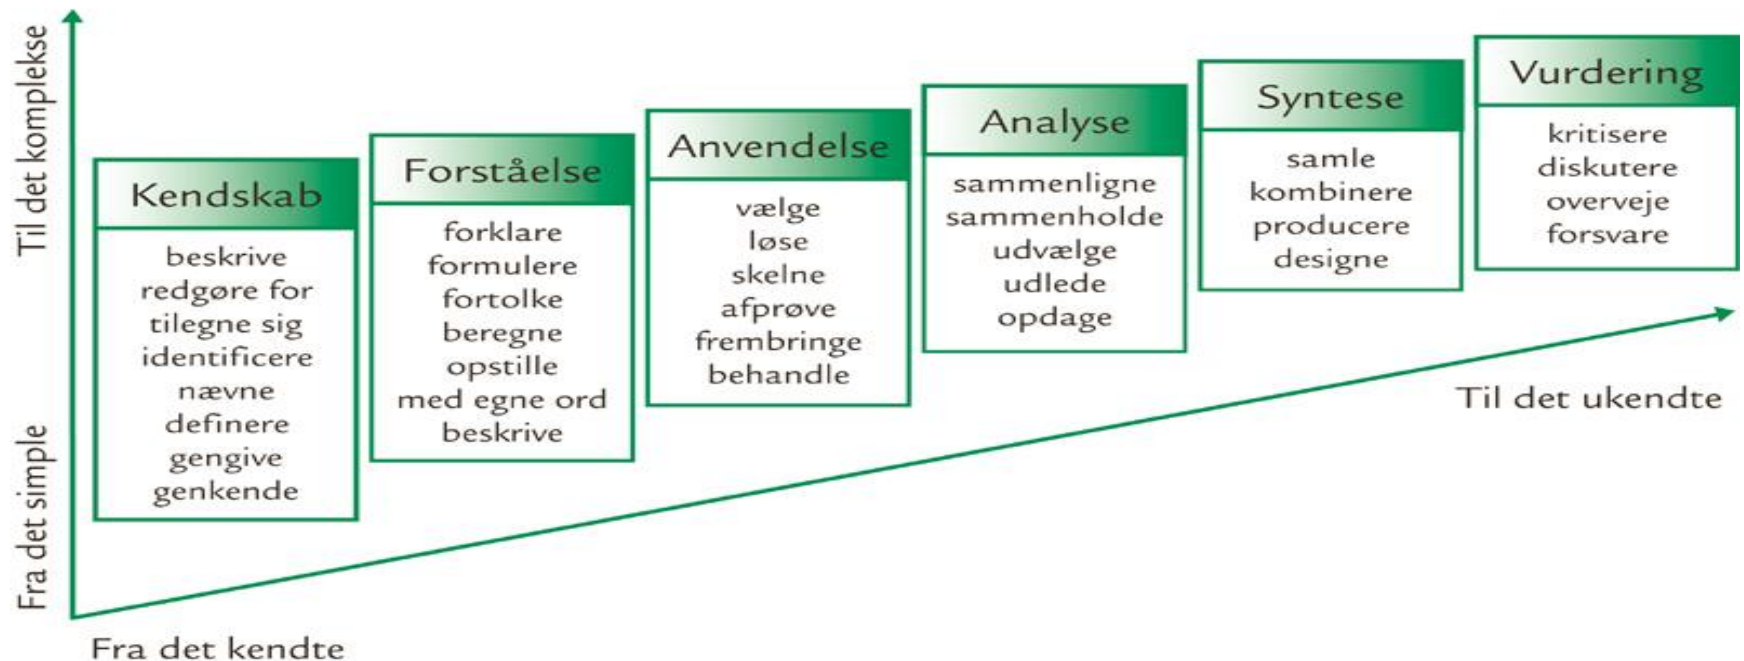 Til det komplekse
Fra det simple
Kendskab
beskrive
redgøre for
tilegne sig
identificere
nævne
definere
gengive
genkende
Forståelse
forklare
formulere
fortolke
beregne
opstille
med egne ord
beskrive
Anvendelse
vælge
løse
skelne
afprøve
frembringe
behandle
Analyse
sammenligne
sammenholde
udvælge
udlede
opdage
Syntese
samle
kombinere
producere
designe
Vurdering
kritisere
diskutere
overveje
forsvare
Til det ukendte
Fra det kendte